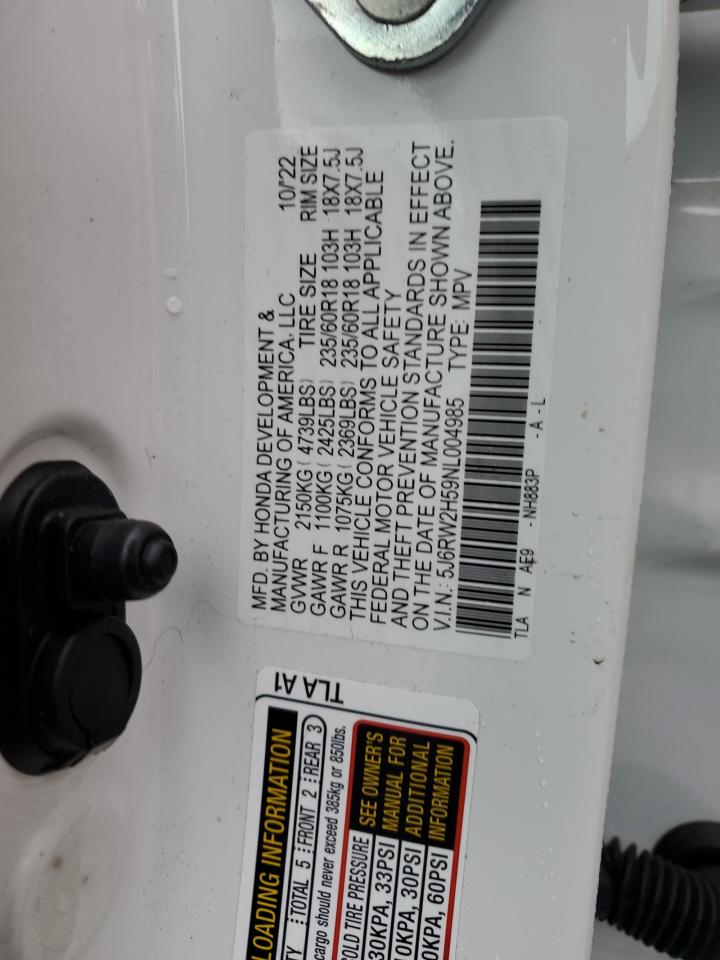 MFD. BY HONDA DEVELOPMENT &
MANUFACTURING OF AMERICA, LLC 10/'22
GVWR 2150KG ( 4739LBS) TIRE SIZE RIM SIZE
GAWR F 1100KG ( 2425LBS) 235/60R18 103H 18X7.5J
GAWR R 1075KG ( 2369LBS) 235/60R18 103H 18X7.5J
THIS VEHICLE CONFORMS TO ALL APPLICABLE
FEDERAL MOTOR VEHICLE SAFETY
AND THEFT PREVENTION STANDARDS IN EFFECT
ON THE DATE OF MANUFACTURE SHOWN ABOVE.
V.I.N.: 5J6RW2H59NL004985 TYPE: MPV
TLA N AE9 - NH883P - A - L
TLA A1
LOADING INFORMATION
TY TOTAL 5 FRONT 2 REAR 3
cargo should never exceed 385kg or 850lbs.
OLD TIRE PRESSURE
30KPA, 33PSI
10KPA, 30PSI
0KPA, 60PSI
SEE OWNER'S
MANUAL FOR
ADDITIONAL
INFORMATION